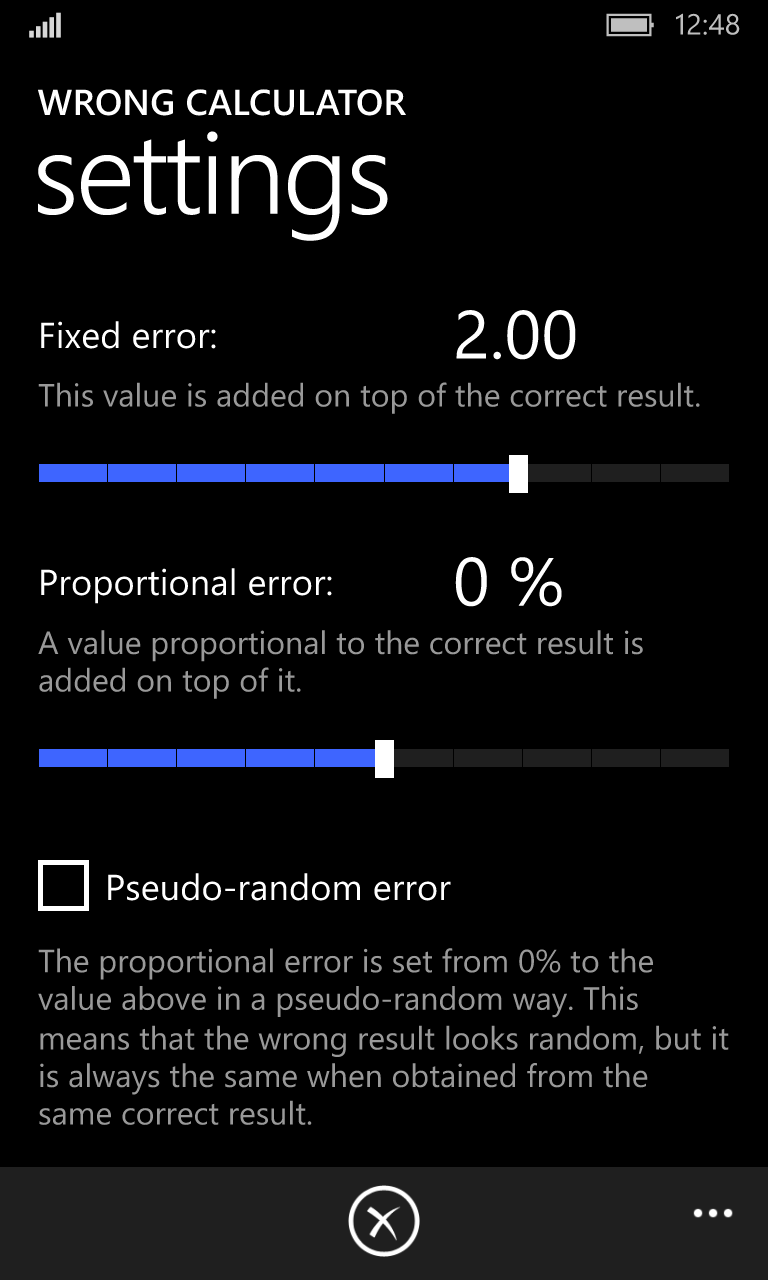 12:48
WRONG CALCULATOR
settings
Fixed error: 2.00
This value is added on top of the correct result.
Proportional error: 0 %
A value proportional to the correct result is
added on top of it.
Pseudo-random error
The proportional error is set from 0% to the
value above in a pseudo-random way. This
means that the wrong result looks random, but it
is always the same when obtained from the
same correct result.